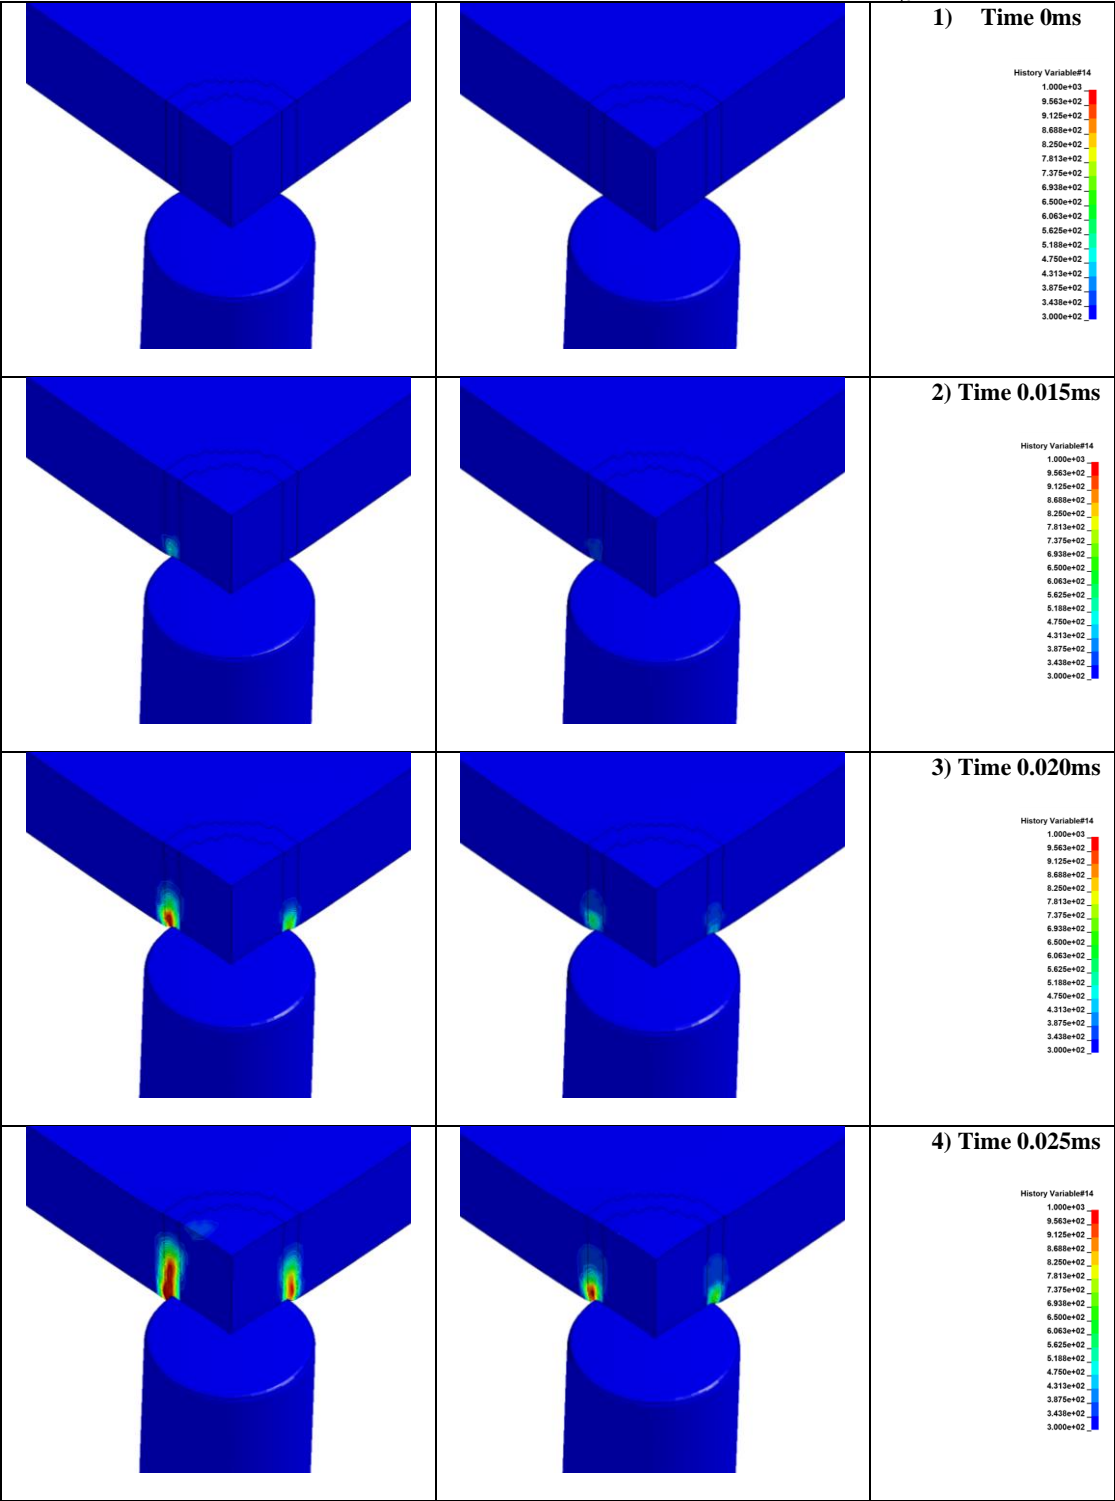 1) Time 0ms
History Variable#14
1.000e+03
9.563e+02
9.125e+02
8.688e+02
8.250e+02
7.813e+02
7.375e+02
6.938e+02
6.500e+02
6.063e+02
5.625e+02
5.188e+02
4.750e+02
4.313e+02
3.875e+02
3.438e+02
3.000e+02
2) Time 0.015ms
History Variable#14
1.000e+03
9.563e+02
9.125e+02
8.688e+02
8.250e+02
7.813e+02
7.375e+02
6.938e+02
6.500e+02
6.063e+02
5.625e+02
5.188e+02
4.750e+02
4.313e+02
3.875e+02
3.438e+02
3.000e+02
3) Time 0.020ms
History Variable#14
1.000e+03
9.563e+02
9.125e+02
8.688e+02
8.250e+02
7.813e+02
7.375e+02
6.938e+02
6.500e+02
6.063e+02
5.625e+02
5.188e+02
4.750e+02
4.313e+02
3.875e+02
3.438e+02
3.000e+02
4) Time 0.025ms
History Variable#14
1.000e+03
9.563e+02
9.125e+02
8.688e+02
8.250e+02
7.813e+02
7.375e+02
6.938e+02
6.500e+02
6.063e+02
5.625e+02
5.188e+02
4.750e+02
4.313e+02
3.875e+02
3.438e+02
3.000e+02